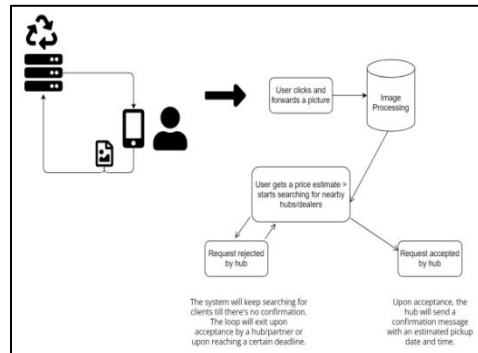 User clicks and
forwards a picture
Image
Processing
User gets a price estimate >
starts searching for nearby
hubs/dealers
Request rejected
by hub
Request accepted
by hub
The system will keep searching for
clients till there's no confirmation.
The loop will exit upon
acceptance by a hub/partner or
upon reaching a certain deadline.
Upon acceptance, the
hub will send a
confirmation message
with an estimated pickup
date and time.